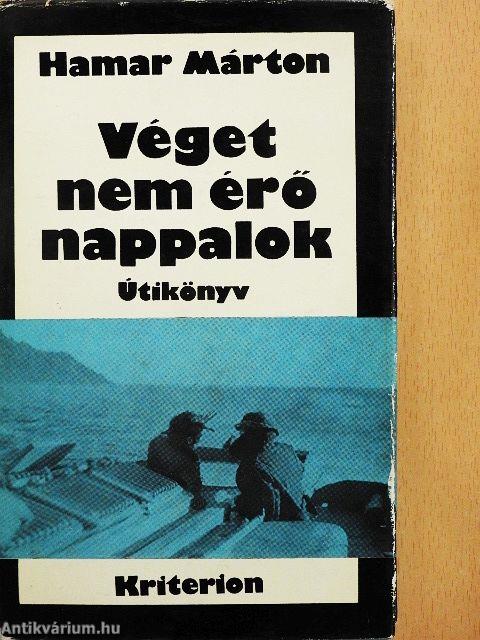 Hamar Márton
Véget
nem érő
nappalok
Útikönyv
Kriterion
Antikvárium.hu